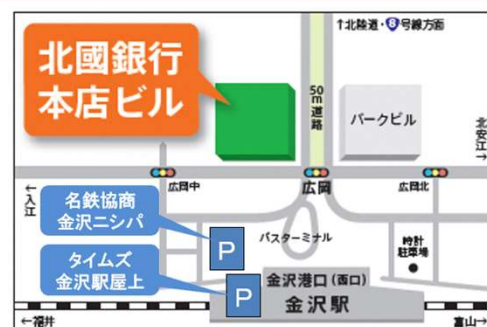 ↑北陸道・8号線方面
北國銀行
本店ビル
50m道路
パークビル
北安江→
←入江
広岡中
広岡
広岡北
名鉄協商
金沢ニシパ
P
バスターミナル
時計
駐車場
タイムズ
金沢駅屋上
P
金沢港口(西口)
金沢駅
←福井
富山→